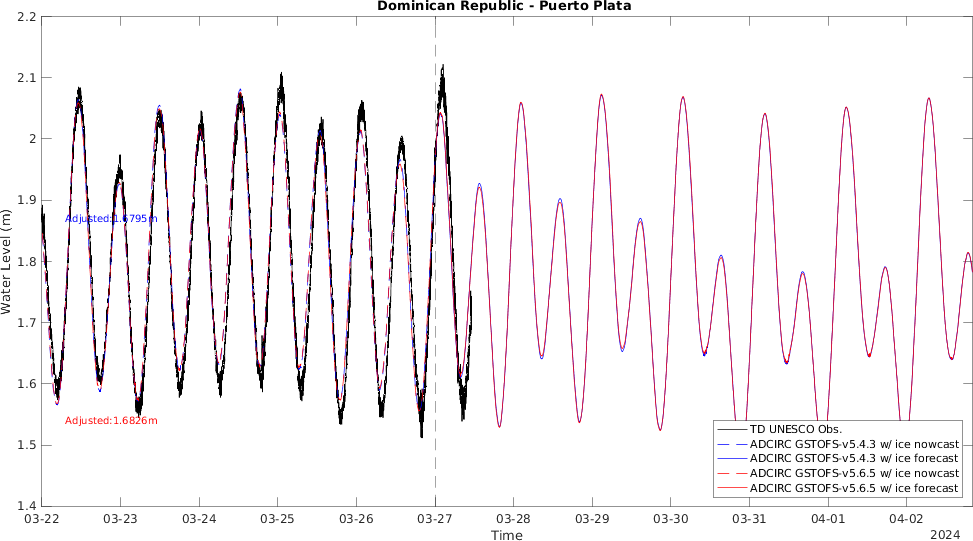 Dominican Republic - Puerto Plata
Water Level (m)
2.2
2.1
2
1.9
1.8
1.7
1.6
1.5
1.4
Adjusted:1.6795m
Adjusted:1.6826m
TD UNESCO Obs.
ADCIRC GSTOFS-v5.4.3 w/ ice nowcast
ADCIRC GSTOFS-v5.4.3 w/ ice forecast
ADCIRC GSTOFS-v5.6.5 w/ ice nowcast
ADCIRC GSTOFS-v5.6.5 w/ ice forecast
03-22 03-23 03-24 03-25 03-26 03-27 03-28 03-29 03-30 03-31 04-01 04-02
Time
2024